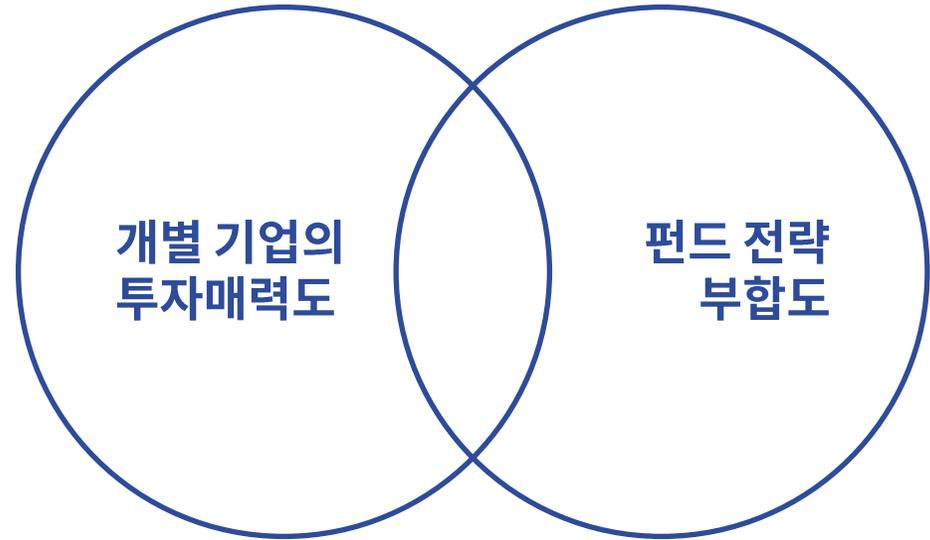 개별 기업의
투자매력도
펀드 전략
부합도